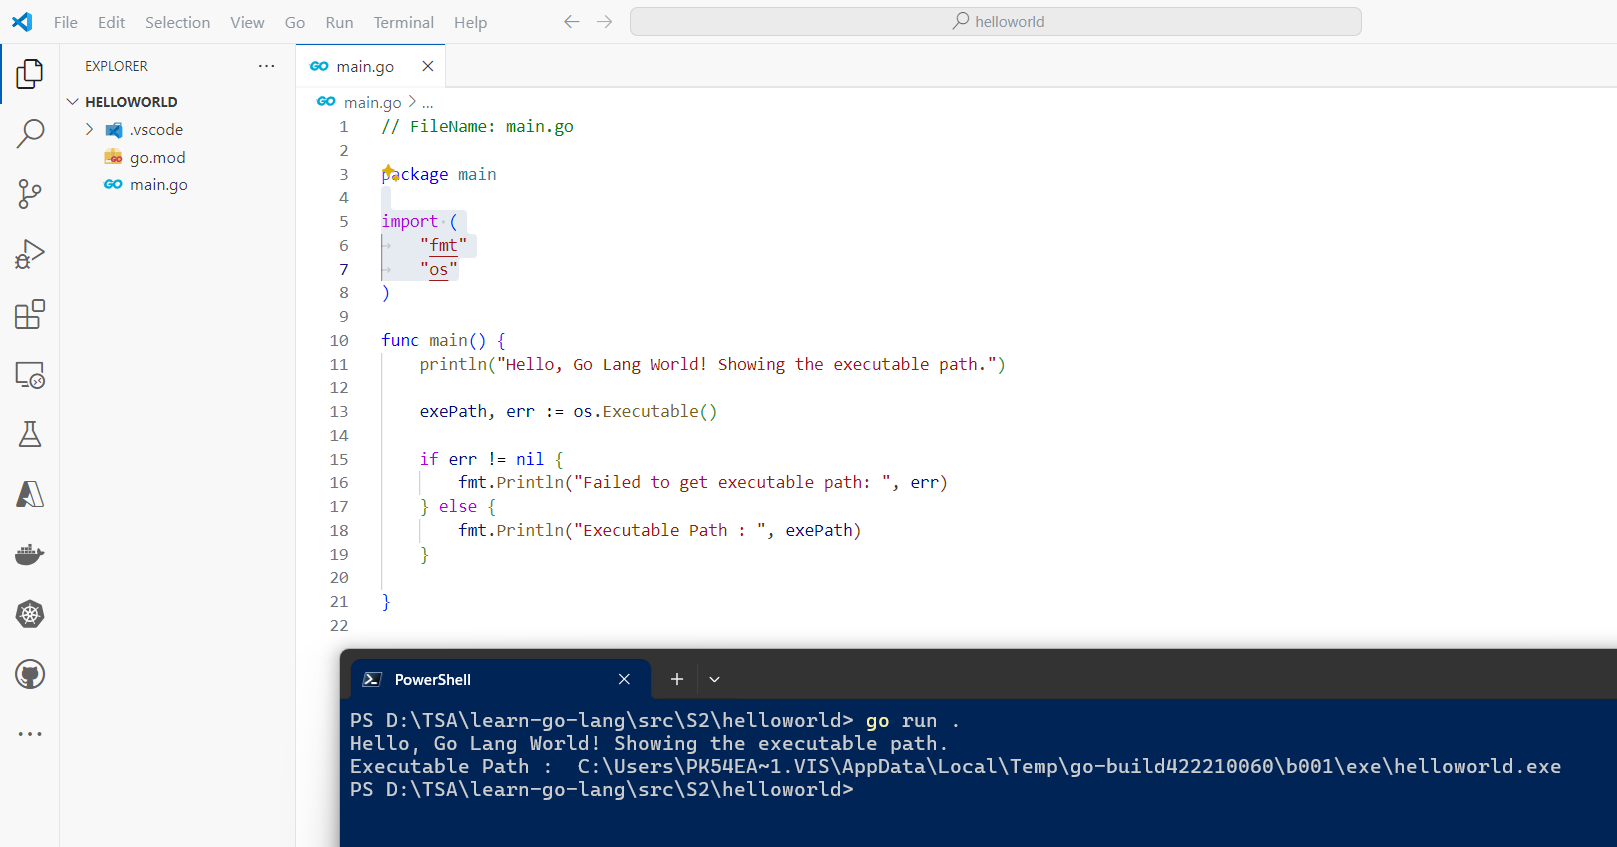 File Edit Selection View Go Run Terminal Help
helloworld
EXPLORER
HELLOWORLD
.vscode
go.mod
main.go
main.go
main.go > ...
1 // FileName: main.go
2
3 package main
4
5 import (
6 "fmt"
7 "os"
8 )
9
10 func main() {
11 println("Hello, Go Lang World! Showing the executable path.")
12
13 exePath, err := os.Executable()
14
15 if err != nil {
16 fmt.Println("Failed to get executable path: ", err)
17 } else {
18 fmt.Println("Executable Path : ", exePath)
19 }
20
21 }
22
PowerShell
PS D:\TSA\learn-go-lang\src\S2\helloworld> go run .
Hello, Go Lang World! Showing the executable path.
Executable Path :  C:\Users\PK54EA~1.VIS\AppData\Local\Temp\go-build422210060\b001\exe\helloworld.exe
PS D:\TSA\learn-go-lang\src\S2\helloworld>